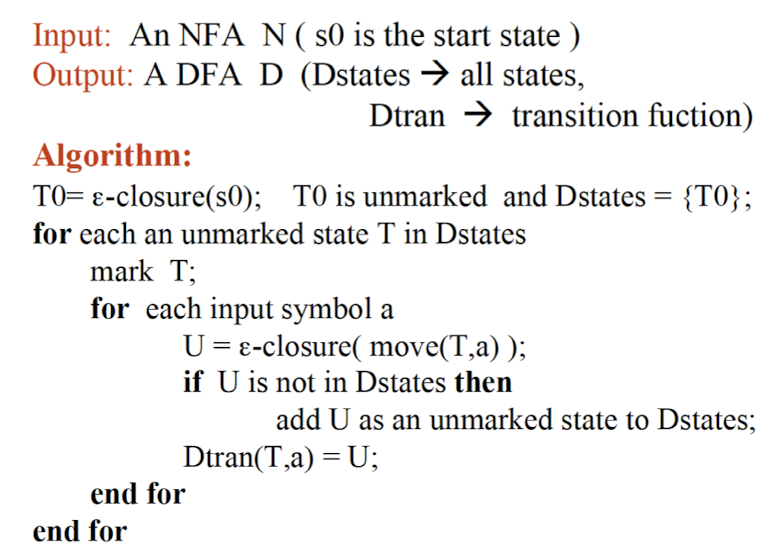 Input: An NFA N ( s0 is the start state )
Output: A DFA D (Dstates → all states,
Dtran → transition fuction)
Algorithm:
T0= ε-closure(s0); T0 is unmarked and Dstates = {T0};
for each an unmarked state T in Dstates
mark T;
for each input symbol a
U = ε-closure( move(T,a) );
if U is not in Dstates then
add U as an unmarked state to Dstates;
Dtran(T,a) = U;
end for
end for